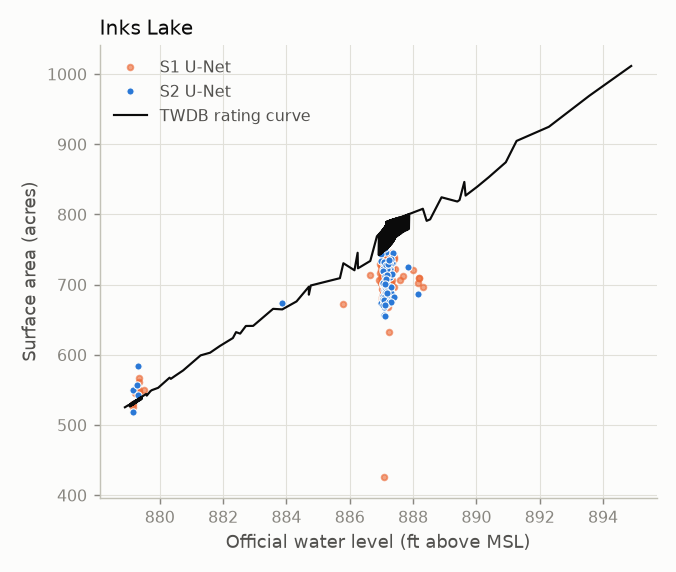 Inks Lake
S1 U-Net
S2 U-Net
TWDB rating curve
Surface area (acres)
1000
900
800
700
600
500
400
880 882 884 886 888 890 892 894
Official water level (ft above MSL)